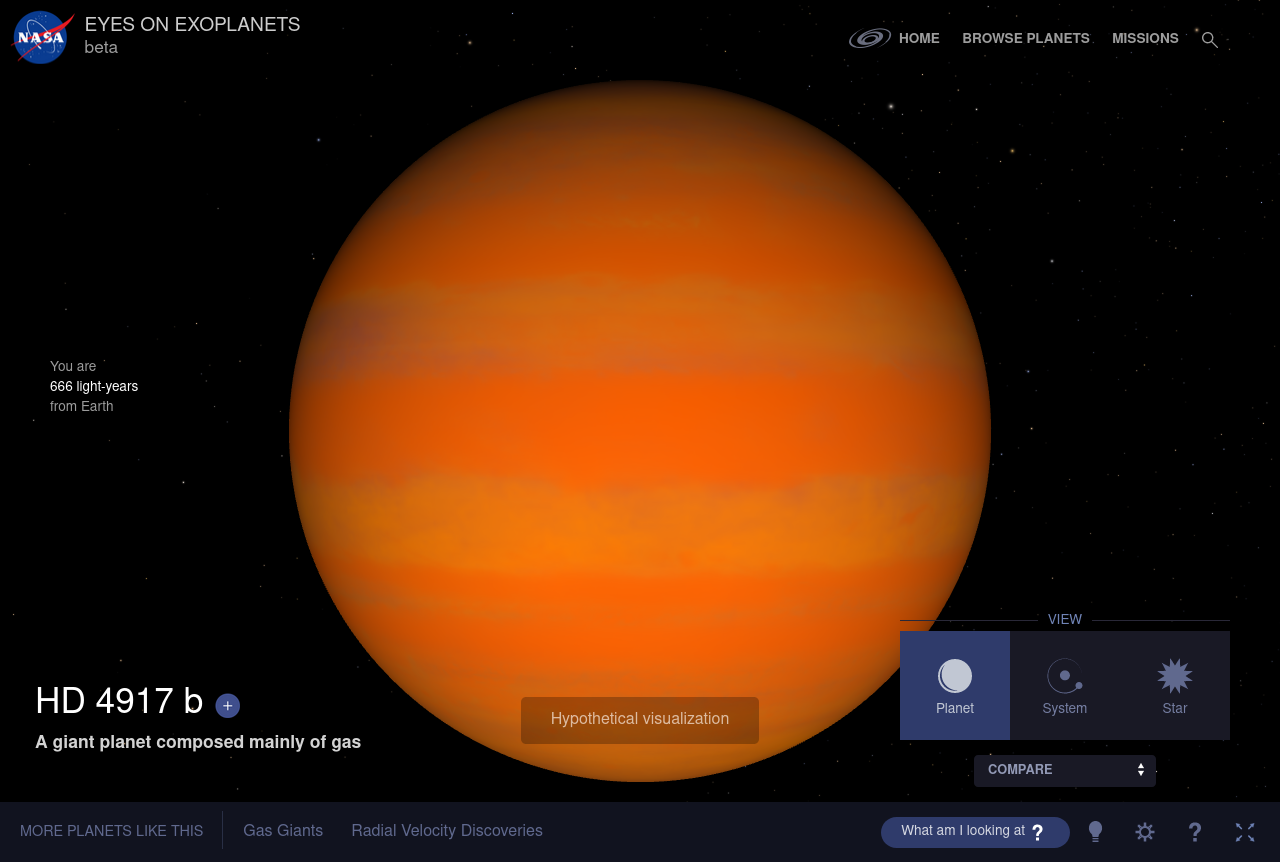 NASA
EYES ON EXOPLANETS
beta
HOME
BROWSE PLANETS
MISSIONS
You are
666 light-years
from Earth
HD 4917 b +
A giant planet composed mainly of gas
Hypothetical visualization
VIEW
Planet
System
Star
COMPARE
MORE PLANETS LIKE THIS
Gas Giants
Radial Velocity Discoveries
What am I looking at ?
?